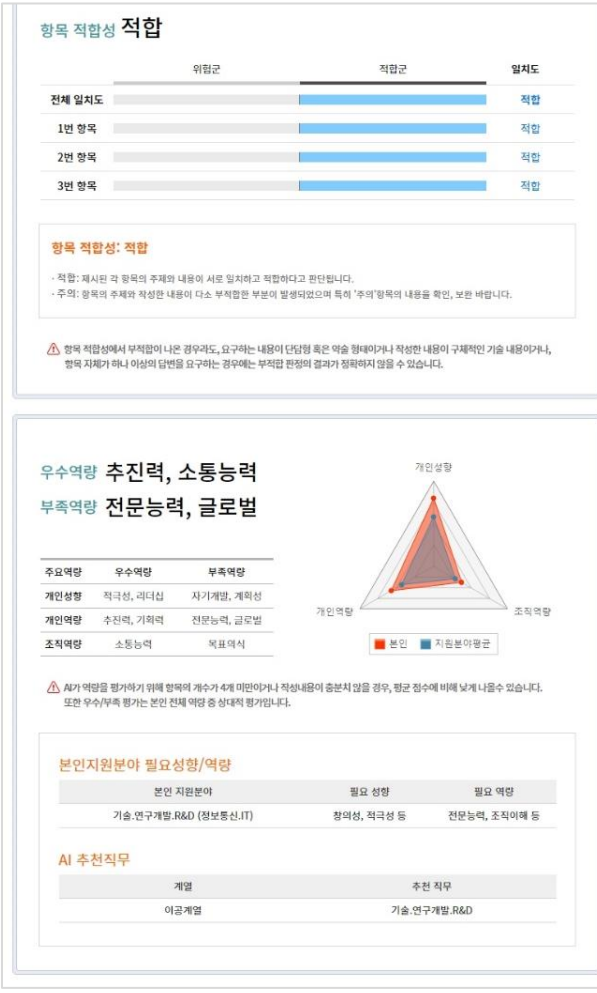 항목 적합성 적합
위험군 적합군 일치도
전체 일치도 적합
1번 항목 적합
2번 항목 적합
3번 항목 적합
항목 적합성: 적합
· 적합: 제시된 각 항목의 주제와 내용이 서로 일치하고 적합하다고 판단됩니다.
· 주의: 항목의 주제와 작성한 내용이 다소 부적합한 부분이 발생되었으며 특히 '주의'항목의 내용을 확인, 보완 바랍니다.
항목 적합성에서 부적합이 나온 경우라도, 요구하는 내용이 단답형 혹은 약술 형태이거나 작성한 내용이 구체적인 기술 내용이거나,
항목 자체가 하나 이상의 답변을 요구하는 경우에는 부적합 판정의 결과가 정확하지 않을 수 있습니다.
우수역량 추진력, 소통능력
부족역량 전문능력, 글로벌
주요역량 우수역량 부족역량
개인성향 적극성, 리더십 자기개발, 계획성
개인역량 추진력, 기획력 전문능력, 글로벌
조직역량 소통능력 목표의식
개인성향
개인역량 조직역량
본인 지원분야평균
AI가 역량을 평가하기 위해 항목의 개수가 4개 미만이거나 작성내용이 충분치 않을 경우, 평균 점수에 비해 낮게 나올수 있습니다.
또한 우수/부족 평가는 본인 전체 역량 중 상대적 평가입니다.
본인지원분야 필요성향/역량
본인 지원분야 필요 성향 필요 역량
기술.연구개발.R&D (정보통신.IT) 창의성, 적극성 등 전문능력, 조직이해 등
AI 추천직무
계열 추천 직무
이공계열 기술.연구개발.R&D